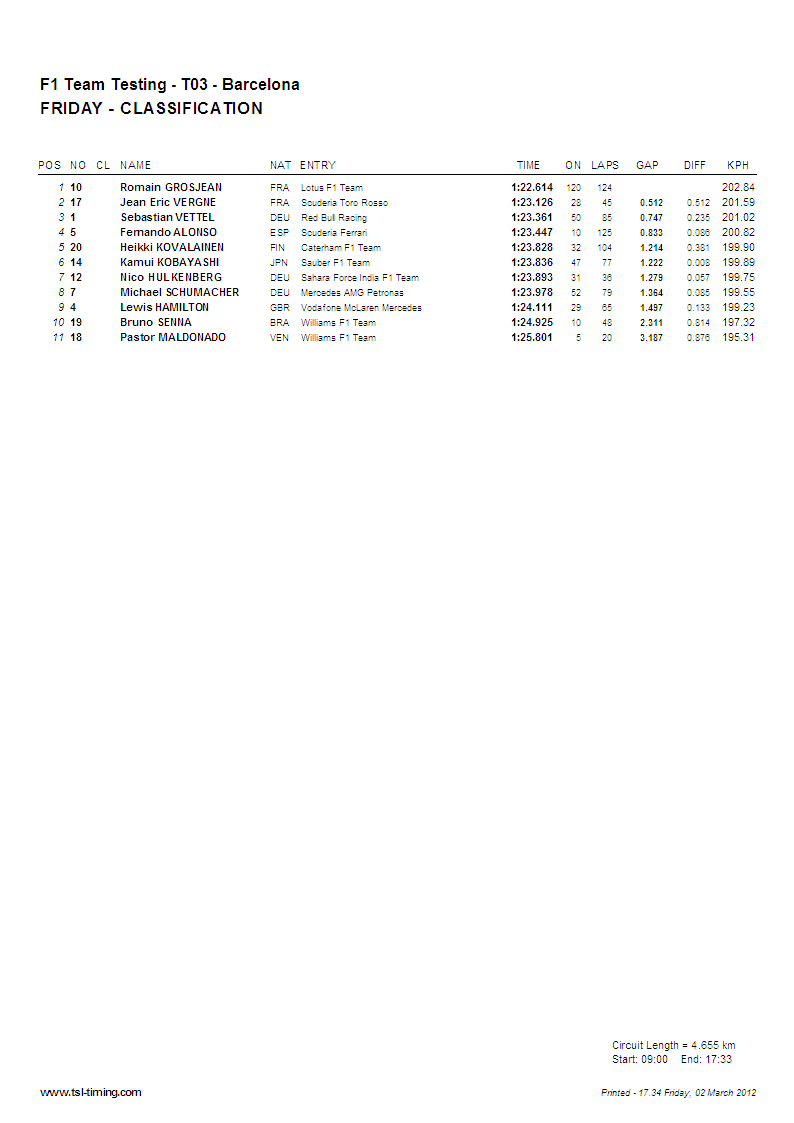 F1 Team Testing - T03 - Barcelona
FRIDAY - CLASSIFICATION
POS NO CL NAME NAT ENTRY TIME ON LAPS GAP DIFF KPH
1 10 Romain GROSJEAN FRA Lotus F1 Team 1:22.614 120 124 202.84
2 17 Jean Eric VERGNE FRA Scuderia Toro Rosso 1:23.126 28 45 0.512 0.512 201.59
3 1 Sebastian VETTEL DEU Red Bull Racing 1:23.361 50 85 0.747 0.235 201.02
4 5 Fernando ALONSO ESP Scuderia Ferrari 1:23.447 10 125 0.833 0.086 200.82
5 20 Heikki KOVALAINEN FIN Caterham F1 Team 1:23.828 32 104 1.214 0.381 199.90
6 14 Kamui KOBAYASHI JPN Sauber F1 Team 1:23.836 47 77 1.222 0.008 199.89
7 12 Nico HULKENBERG DEU Sahara Force India F1 Team 1:23.893 31 36 1.279 0.057 199.75
8 7 Michael SCHUMACHER DEU Mercedes AMG Petronas 1:23.978 52 79 1.364 0.085 199.55
9 4 Lewis HAMILTON GBR Vodafone McLaren Mercedes 1:24.111 29 65 1.497 0.133 199.23
10 19 Bruno SENNA BRA Williams F1 Team 1:24.925 10 48 2.311 0.814 197.32
11 18 Pastor MALDONADO VEN Williams F1 Team 1:25.801 5 20 3.187 0.876 195.31
Circuit Length = 4.655 km
Start: 09:00 End: 17:33
www.tsl-timing.com Printed - 17.34 Friday, 02 March 2012